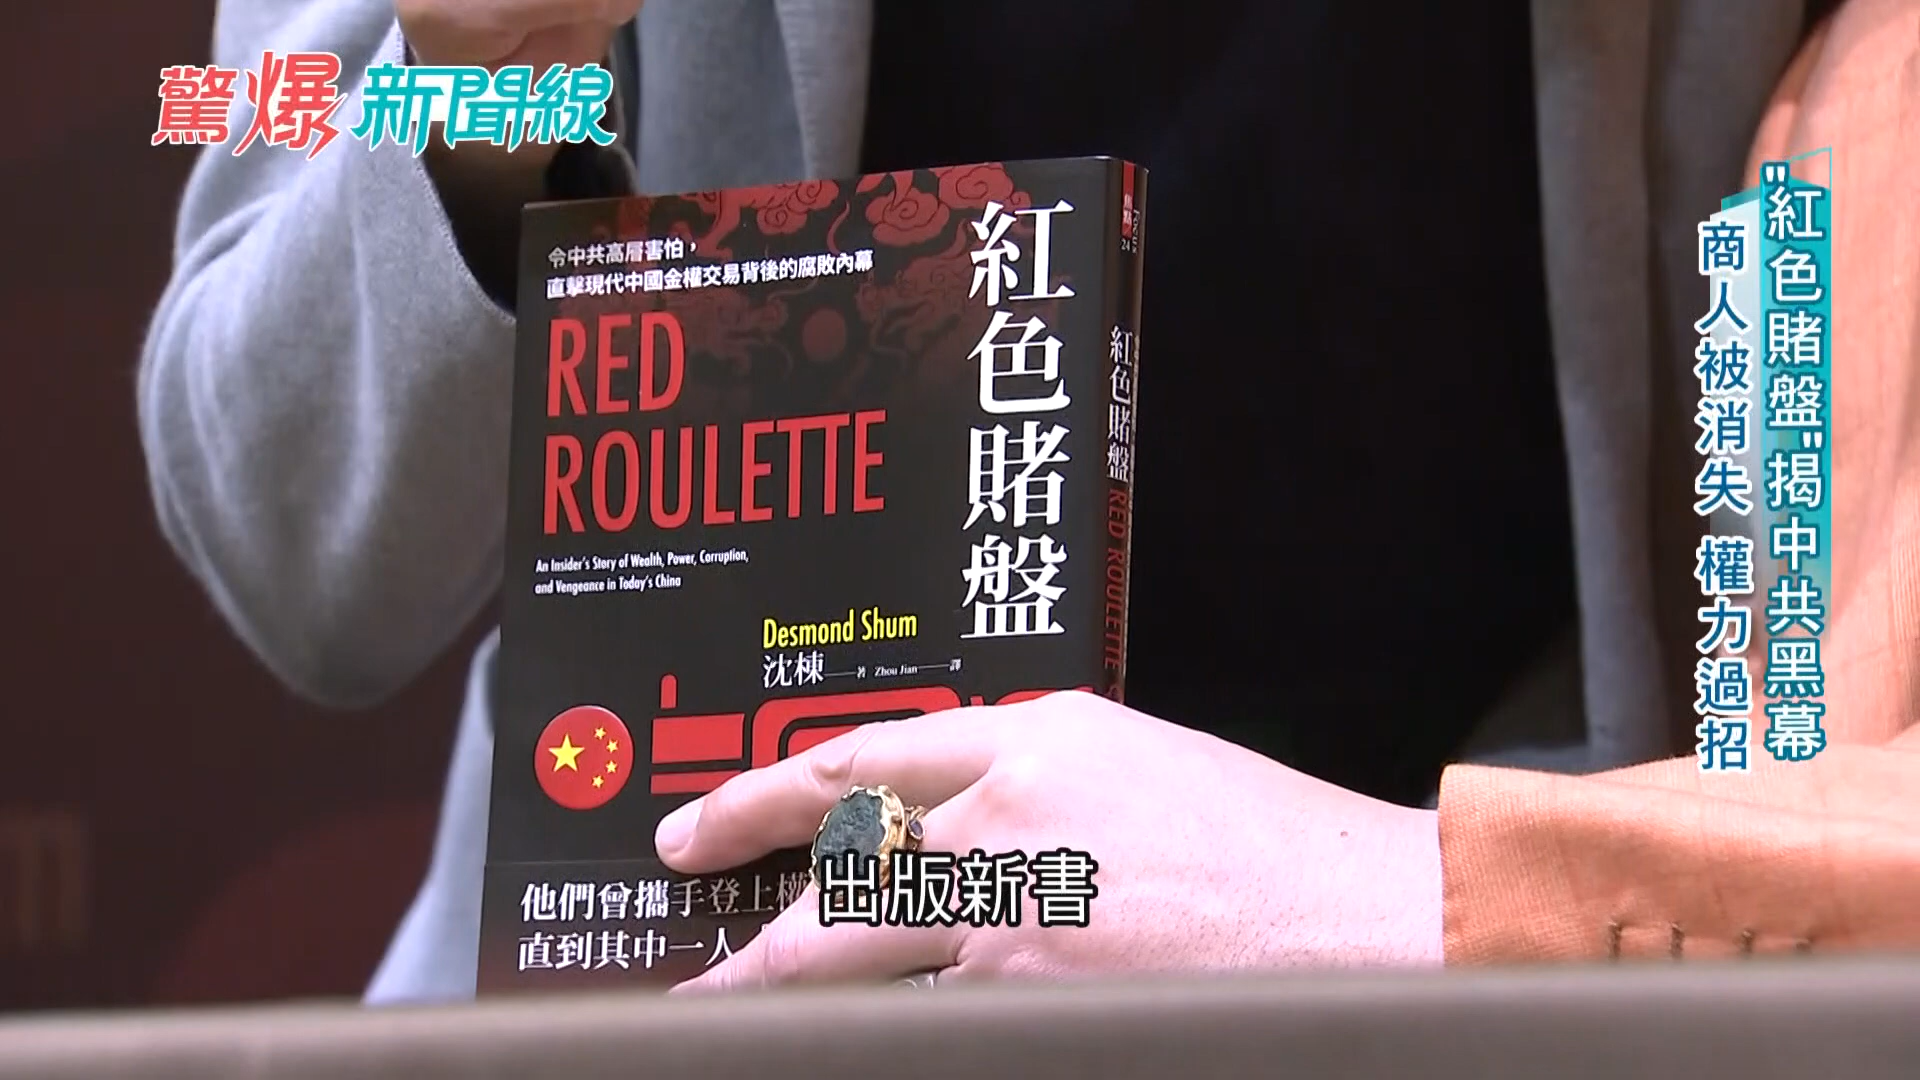 驚爆新聞線
"紅色賭盤"揭中共黑幕
商人被消失 權力過招
令中共高層害怕，
直擊現代中國金權交易背後的腐敗內幕
紅色賭盤
RED
ROULETTE
An Insider's Story of Wealth, Power, Corruption,
and Vengeance in Today's China
Desmond Shum
沈棟——著 Zhou Jian——譯
他們曾攜手登上權
直到其中一人
焦點 24
紅色賭盤 RED ROULETTE
出版新書